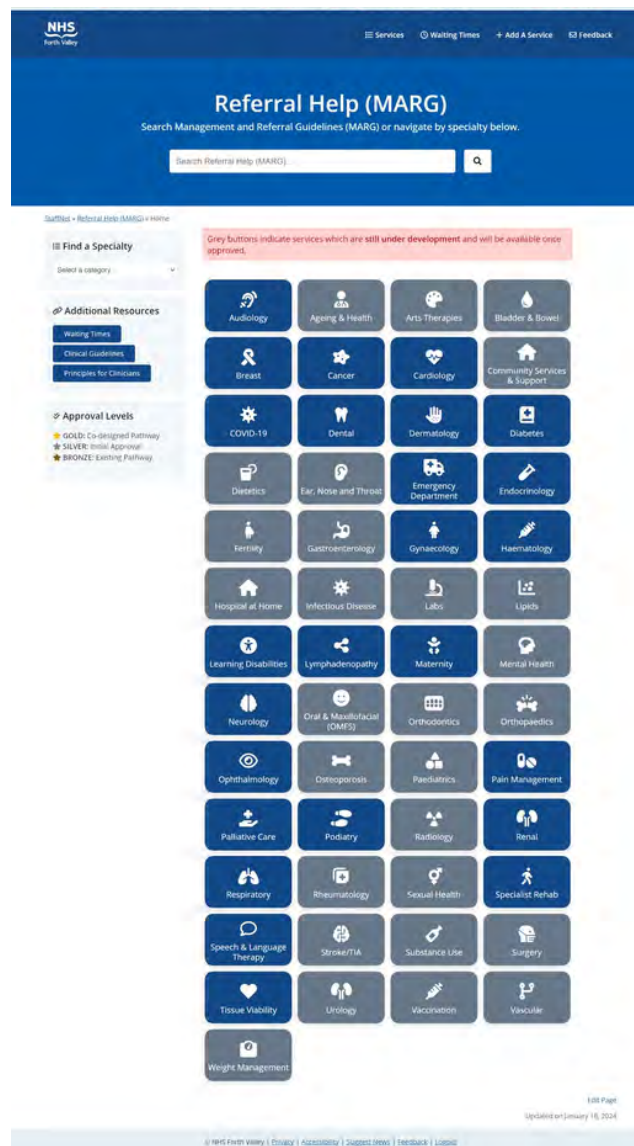 NHS
Forth Valley
Services Waiting Times + Add A Service Feedback
Referral Help (MARG)
Search Management and Referral Guidelines (MARG) or navigate by specialty below.
Search Referral Help (MARG)...
StaffNet » Referral Help (MARG) » Home
Find a Specialty
Select a category
Additional Resources
Waiting Times
Clinical Guidelines
Principles for Clinicians
Approval Levels
GOLD: Co-designed Pathway
SILVER: Initial Approval
BRONZE: Existing Pathway
Grey buttons indicate services which are still under development and will be available once
approved.
Audiology
Ageing & Health
Arts Therapies
Bladder & Bowel
Breast
Cancer
Cardiology
Community Services
& Support
COVID-19
Dental
Dermatology
Diabetes
Dietetics
Ear, Nose and Throat
Emergency
Department
Endocrinology
Fertility
Gastroenterology
Gynaecology
Haematology
Hospital at Home
Infectious Disease
Labs
Lipids
Learning Disabilities
Lymphadenopathy
Maternity
Mental Health
Neurology
Oral & Maxillofacial
(OMFS)
Orthodontics
Orthopaedics
Ophthalmology
Osteoporosis
Paediatrics
Pain Management
Palliative Care
Podiatry
Radiology
Renal
Respiratory
Rheumatology
Sexual Health
Specialist Rehab
Speech & Language
Therapy
Stroke/TIA
Substance Use
Surgery
Tissue Viability
Urology
Vaccination
Vascular
Weight Management
Edit Page
Updated on January 18, 2024
© NHS Forth Valley | Privacy | Accessibility | Suggest News | Feedback | Logout